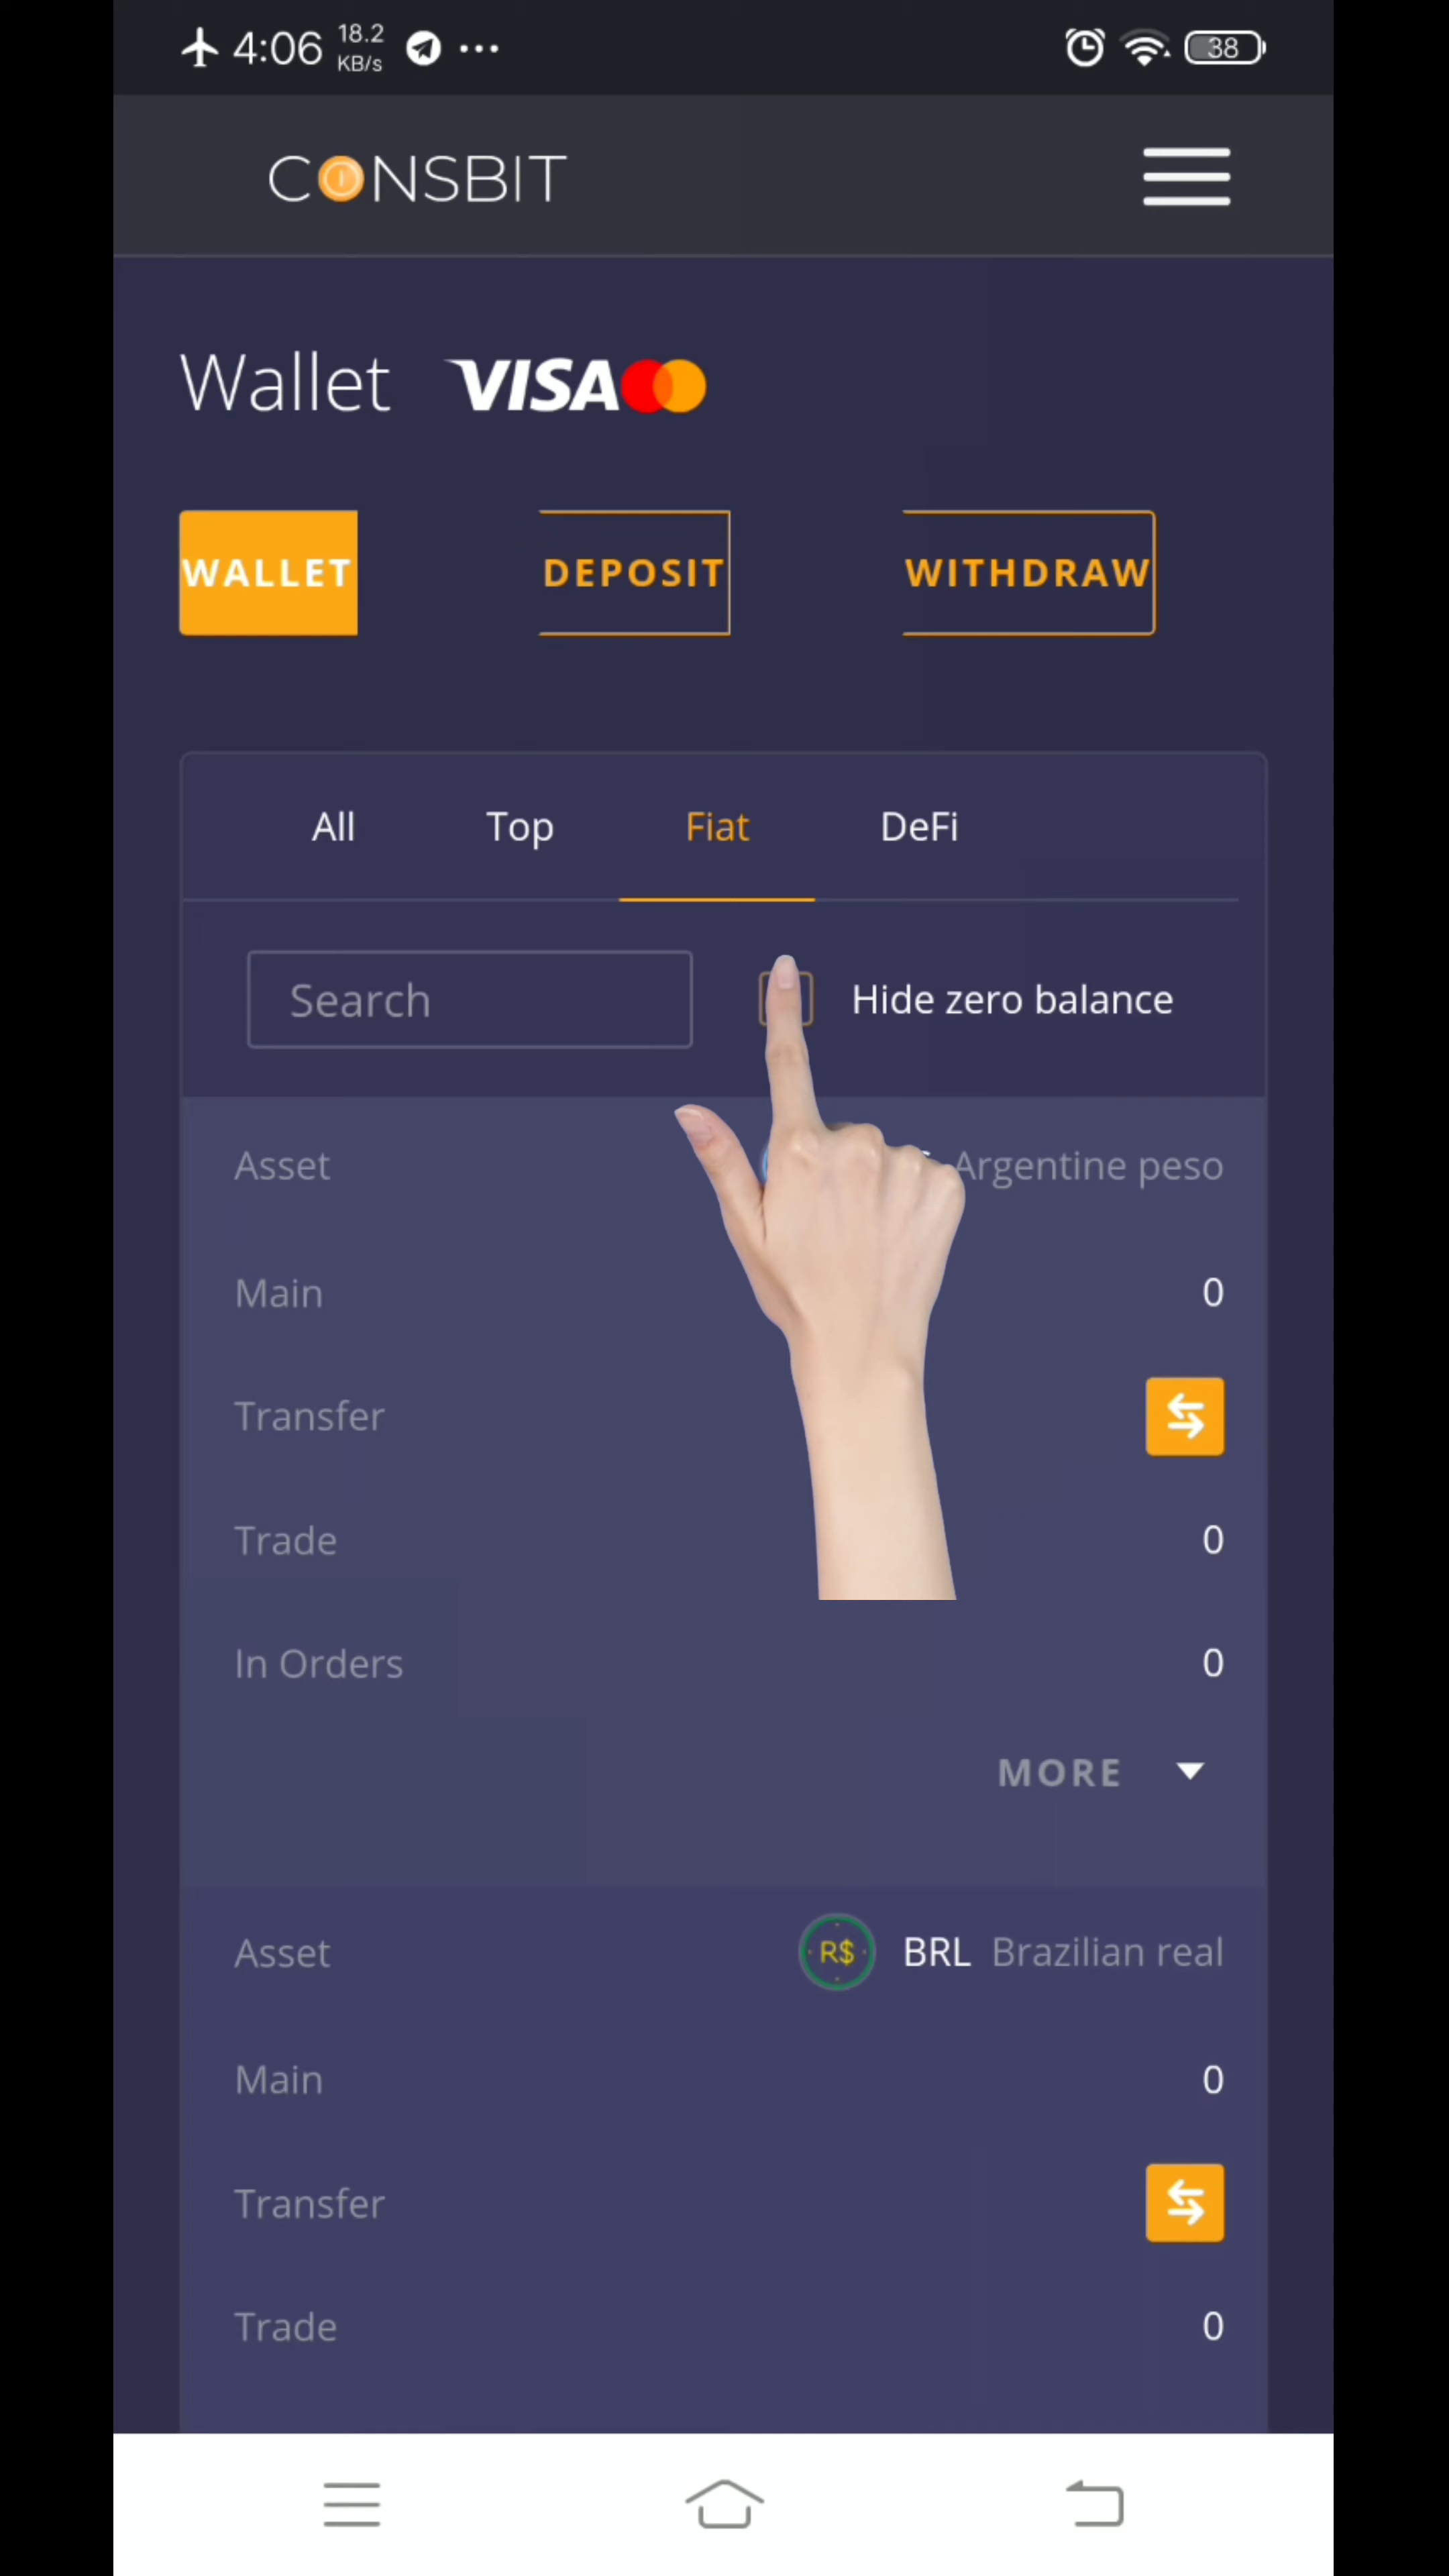 4:06 18.2 KB/s 38
CONSBIT
Wallet VISA
WALLET DEPOSIT WITHDRAW
All Top Fiat DeFi
Search Hide zero balance
Asset Argentine peso
Main 0
Transfer
Trade 0
In Orders 0
MORE
Asset R$ BRL Brazilian real
Main 0
Transfer
Trade 0